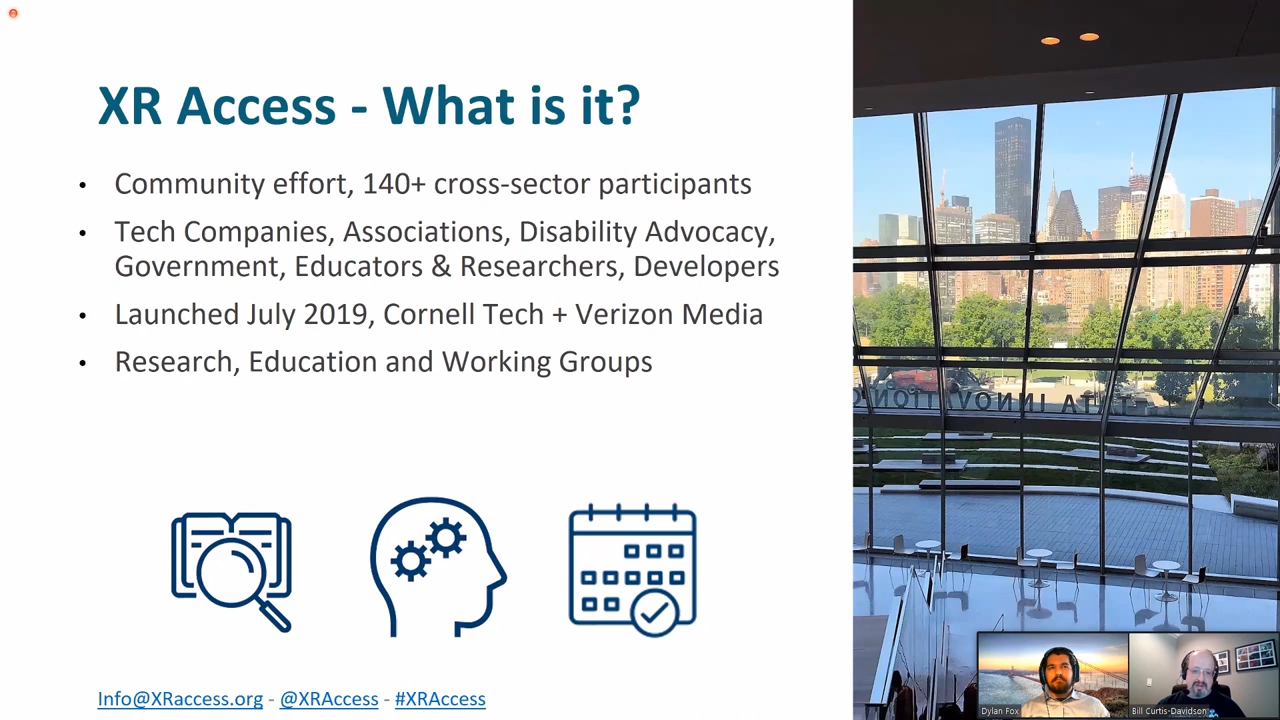 XR Access - What is it?
• Community effort, 140+ cross-sector participants
• Tech Companies, Associations, Disability Advocacy,
Government, Educators & Researchers, Developers
• Launched July 2019, Cornell Tech + Verizon Media
• Research, Education and Working Groups
TATA INNOVATION
Info@XRaccess.org - @XRAccess - #XRAccess
Dylan Fox
Bill Curtis-Davidson